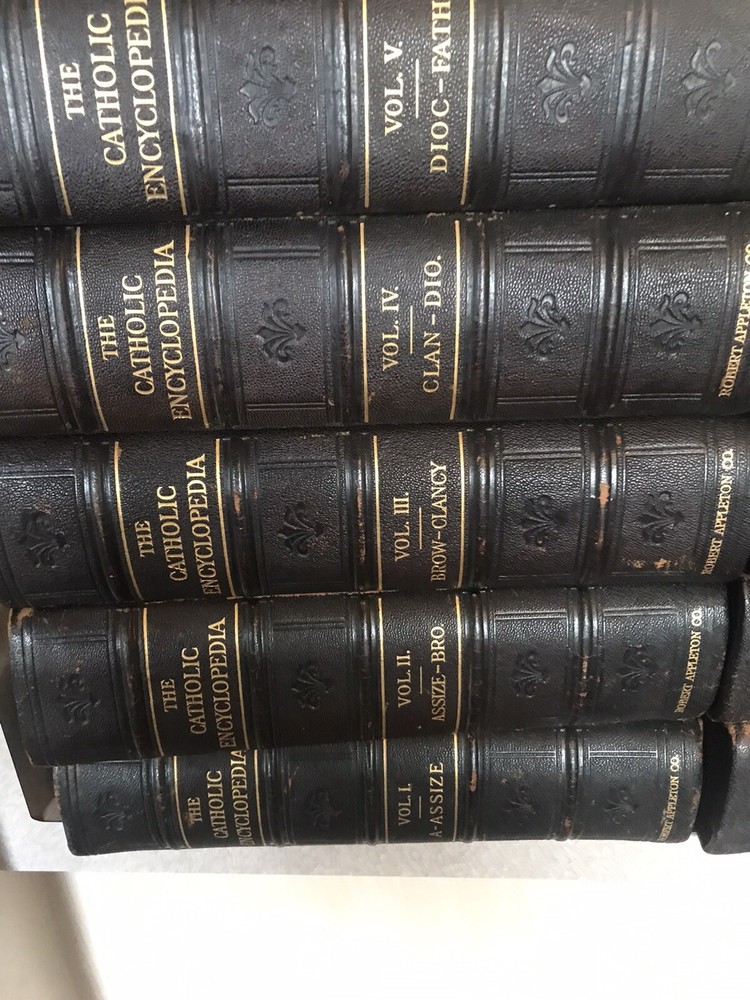 THE
CATHOLIC
ENCYCLOPEDI
VOL. V
DIOC-FATH
THE
CATHOLIC
ENCYCLOPEDIA
VOL. IV.
CLAN-DIO.
ROBERT APPLETON CO.
THE
CATHOLIC
ENCYCLOPEDIA
VOL. III.
BROW-CLANCY
ROBERT APPLETON CO.
THE
CATHOLIC
ENCYCLOPEDIA
VOL. II.
ASSIZE-BRO.
ROBERT APPLETON CO.
THE
CATHOLIC
ENCYCLOPEDIA
VOL. I.
A-ASSIZE
ROBERT APPLETON CO.